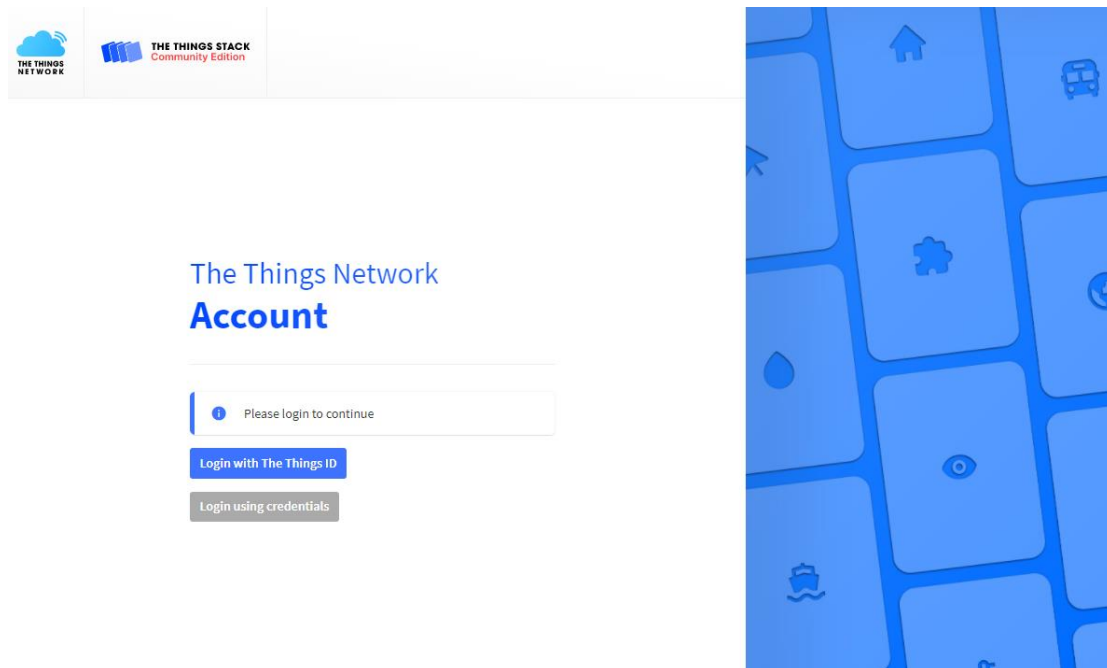 THE THINGS
NETWORK
THE THINGS STACK
Community Edition
The Things Network
Account
Please login to continue
Login with The Things ID
Login using credentials